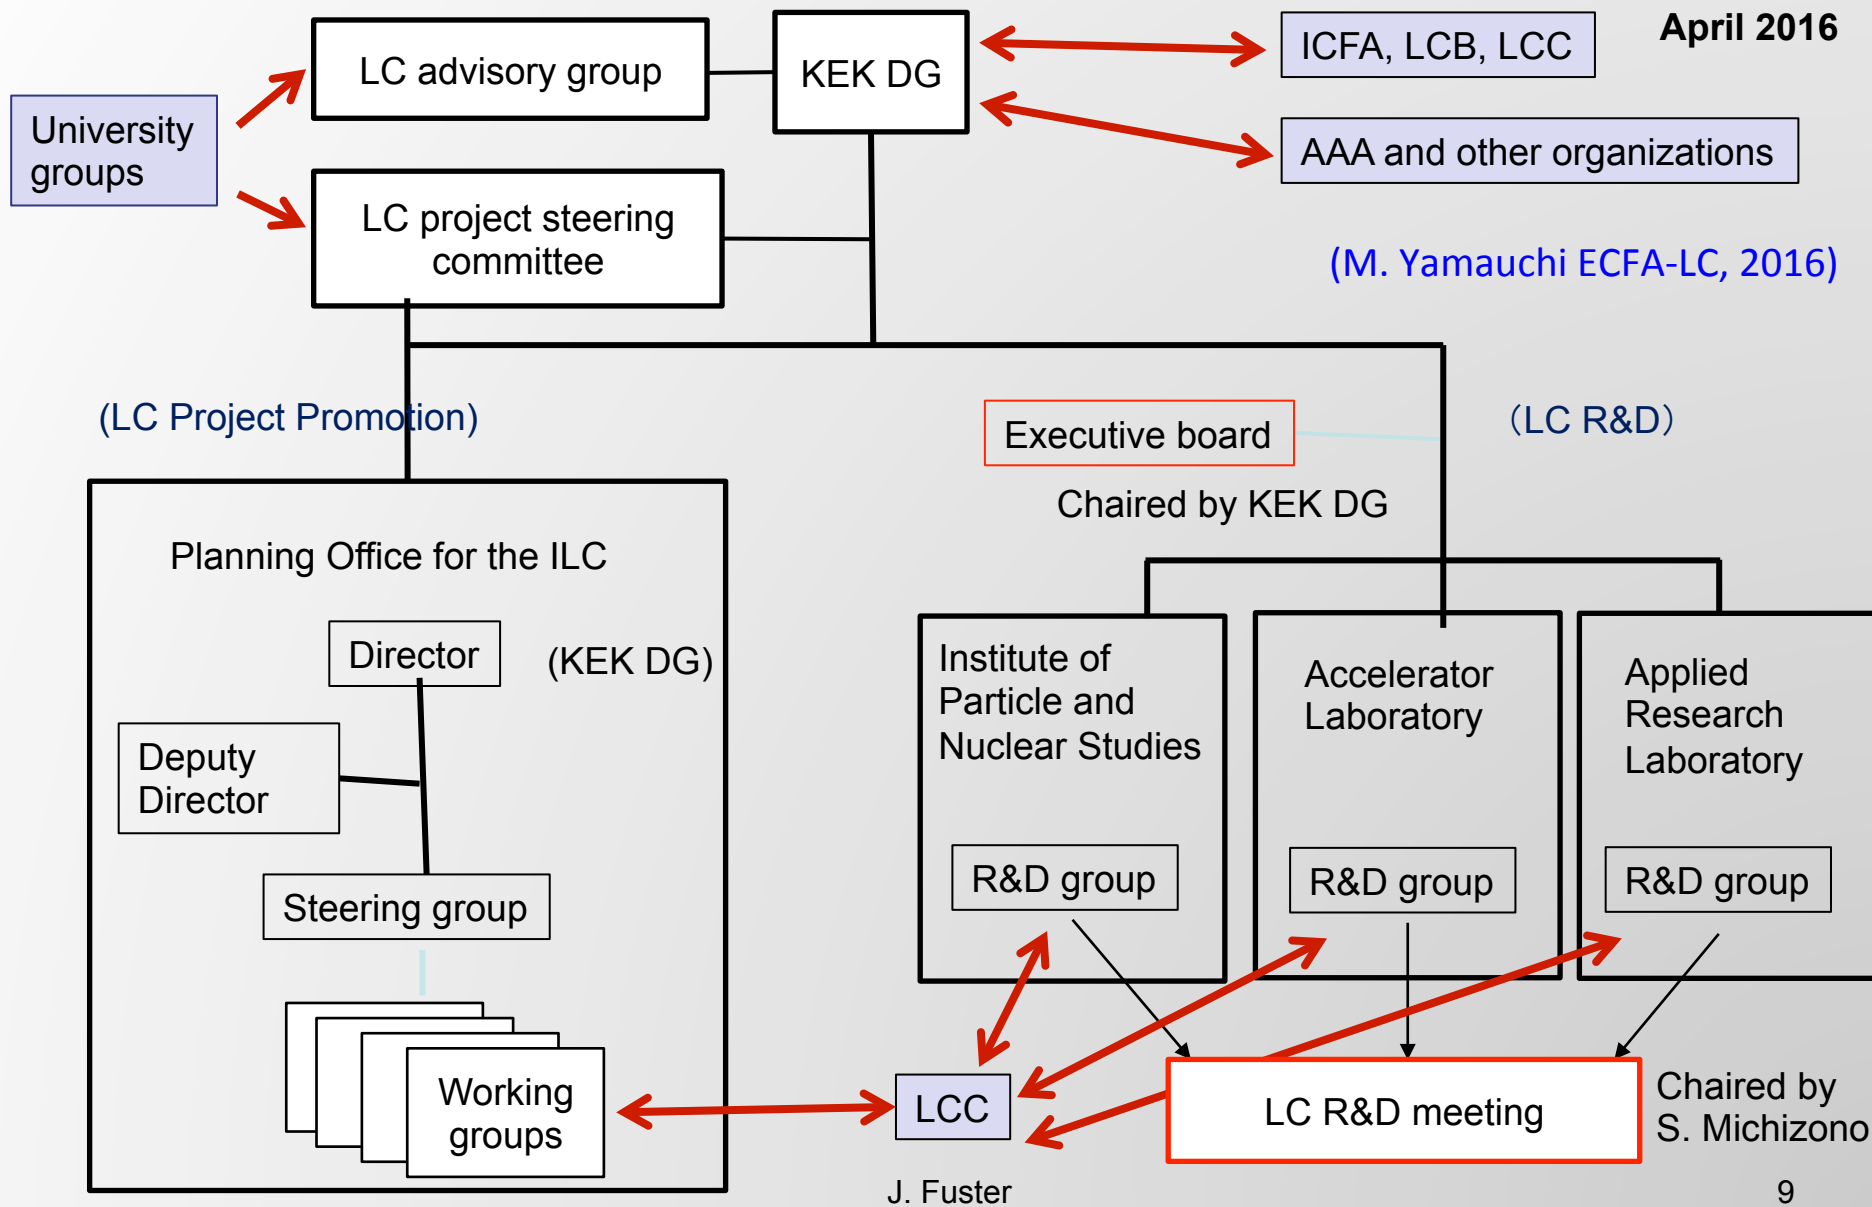 April 2016
LC advisory group
KEK DG
ICFA, LCB, LCC
University
groups
AAA and other organizations
LC project steering
committee
(M. Yamauchi ECFA-LC, 2016)
(LC Project Promotion)
Executive board
（LC R&D）
Chaired by KEK DG
Planning Office for the ILC
Director
(KEK DG)
Deputy
Director
Steering group
Working
groups
Institute of
Particle and
Nuclear Studies
Accelerator
Laboratory
Applied
Research
Laboratory
R&D group
R&D group
R&D group
LCC
LC R&D meeting
Chaired by
S. Michizono
J. Fuster
9